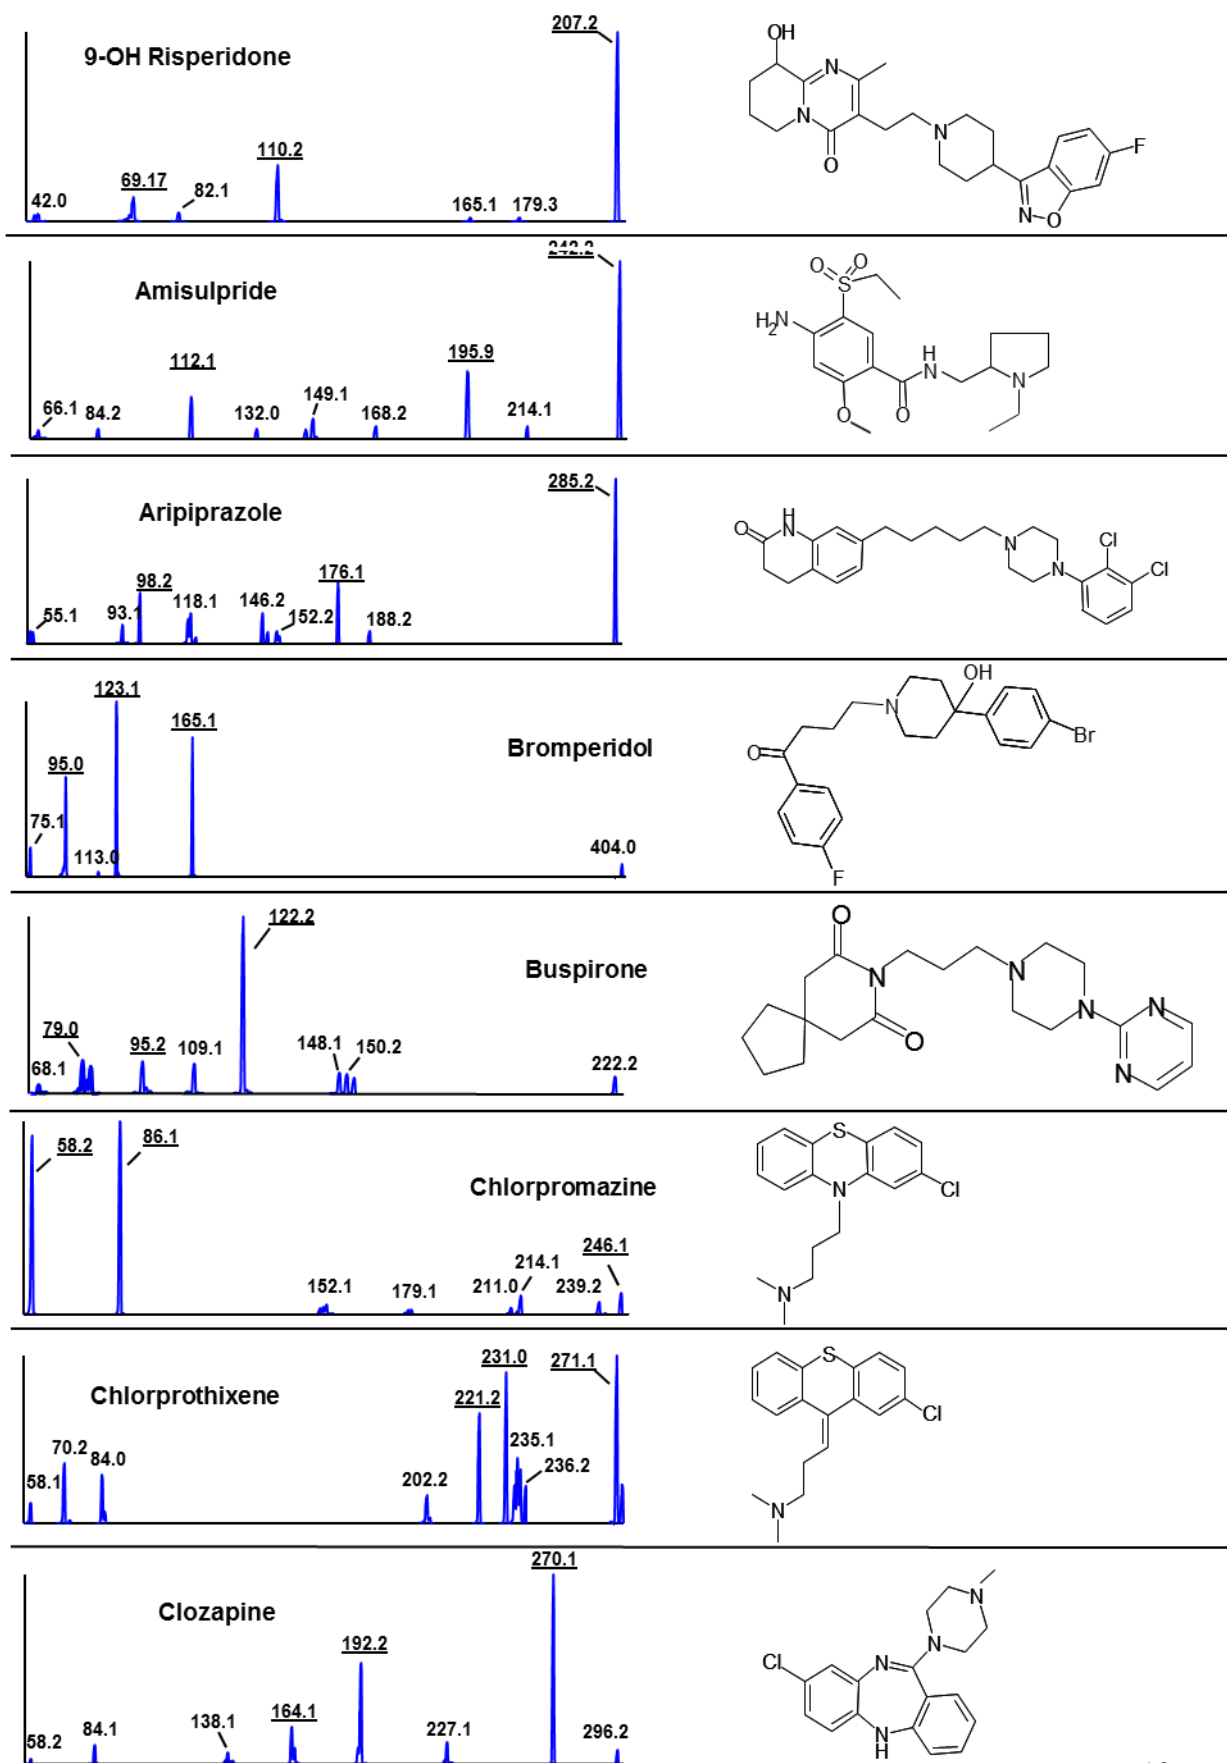 9-OH Risperidone
207.2
110.2
69.17
82.1
42.0
165.1
179.3
OH
N
N
O
N
F
N
O
Amisulpride
242.2
195.9
112.1
149.1
66.1
84.2
132.0
168.2
214.1
O
O
S
H2N
H
N
N
O
O
Aripiprazole
285.2
176.1
98.2
55.1
93.1
118.1
146.2
152.2
188.2
H
N
O
N
N
Cl
Cl
Bromperidol
123.1
165.1
95.0
75.1
113.0
404.0
OH
N
O
Br
F
Buspirone
122.2
79.0
68.1
95.2
109.1
148.1
150.2
222.2
O
N
O
N
N
N
N
Chlorpromazine
58.2
86.1
152.1
179.1
211.0
214.1
239.2
246.1
S
N
Cl
N
Chlorprothixene
231.0
271.1
221.2
70.2
84.0
58.1
202.2
235.1
236.2
S
Cl
N
Clozapine
270.1
192.2
164.1
138.1
58.2
84.1
227.1
296.2
N
N
N
Cl
NH